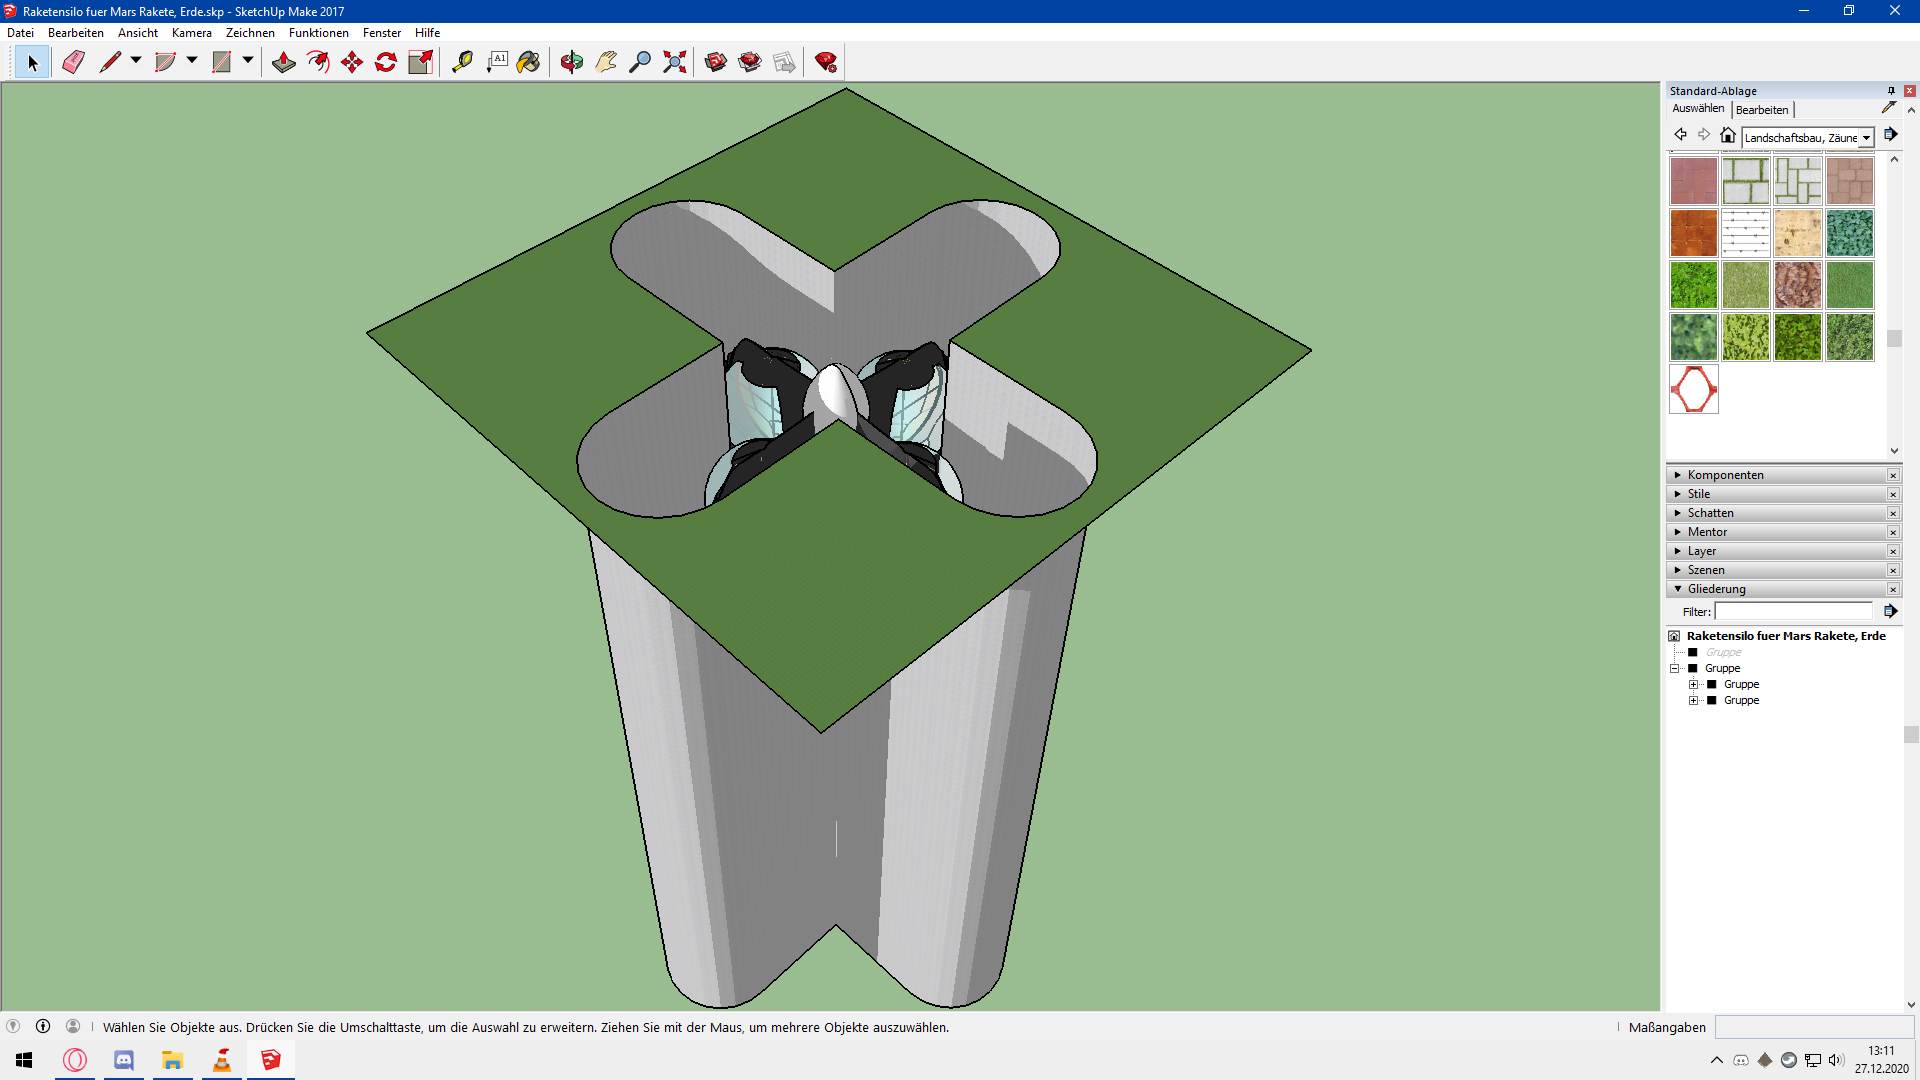 Raketensilo fuer Mars Rakete, Erde.skp - SketchUp Make 2017
Datei Bearbeiten Ansicht Kamera Zeichnen Funktionen Fenster Hilfe
A1
Standard-Ablage
Auswählen Bearbeiten
Landschaftsbau, Zäune
Komponenten
Stile
Schatten
Mentor
Layer
Szenen
Gliederung
Filter:
Raketensilo fuer Mars Rakete, Erde
Gruppe
Gruppe
Gruppe
Gruppe
Wählen Sie Objekte aus. Drücken Sie die Umschalttaste, um die Auswahl zu erweitern. Ziehen Sie mit der Maus, um mehrere Objekte auszuwählen.
Maßangaben
13:11
27.12.2020